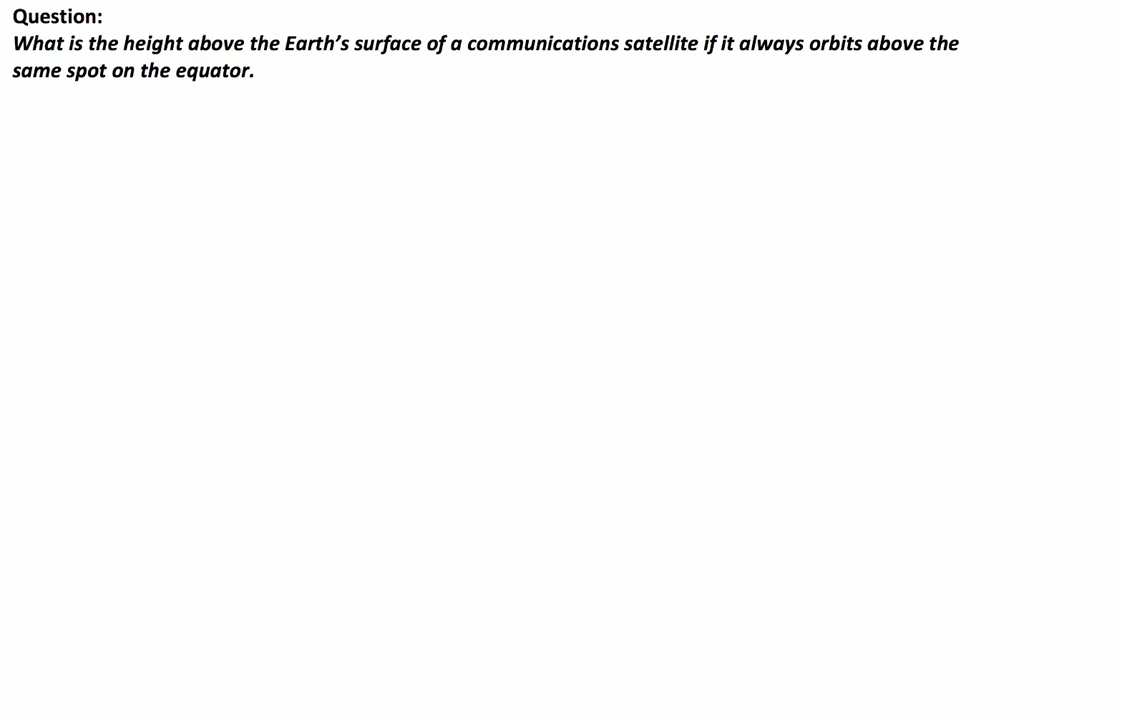 Question:
What is the height above the Earth’s surface of a communications satellite if it always orbits above the
same spot on the equator.